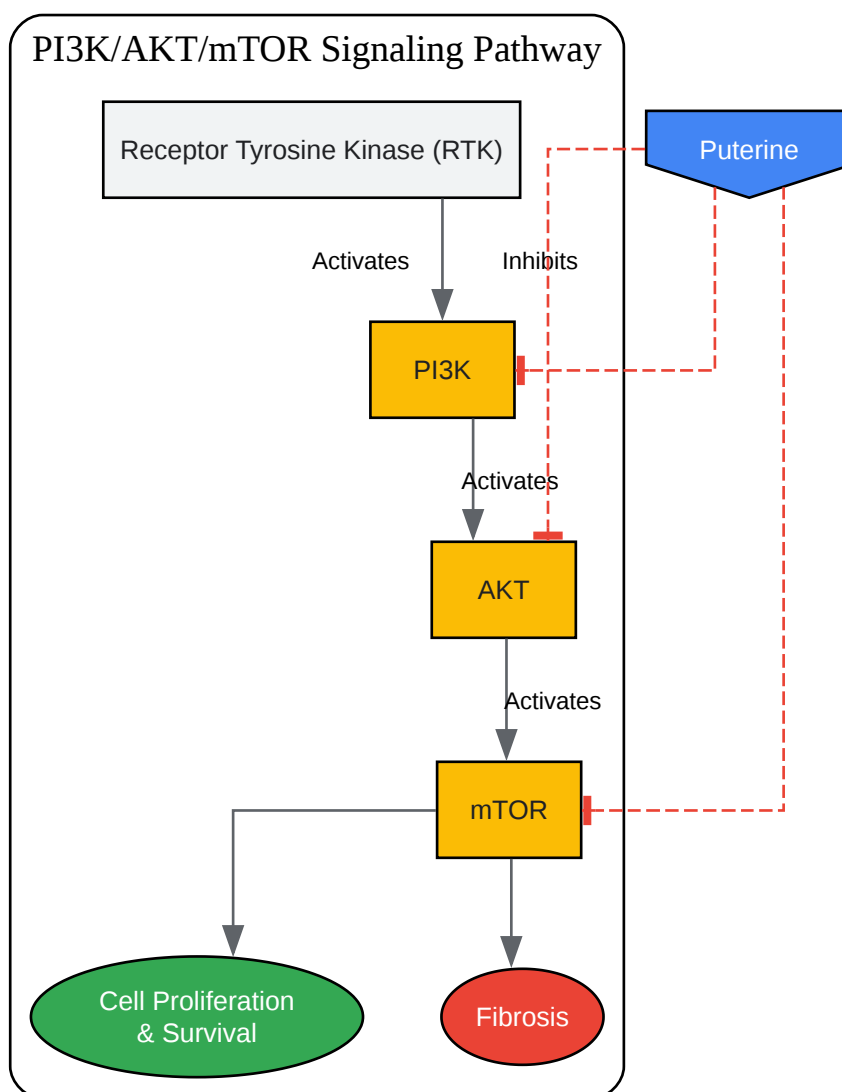 PI3K/AKT/mTOR Signaling Pathway
Receptor Tyrosine Kinase (RTK)
Puterine
Activates
Inhibits
PI3K
Activates
AKT
Activates
mTOR
Cell Proliferation
& Survival
Fibrosis